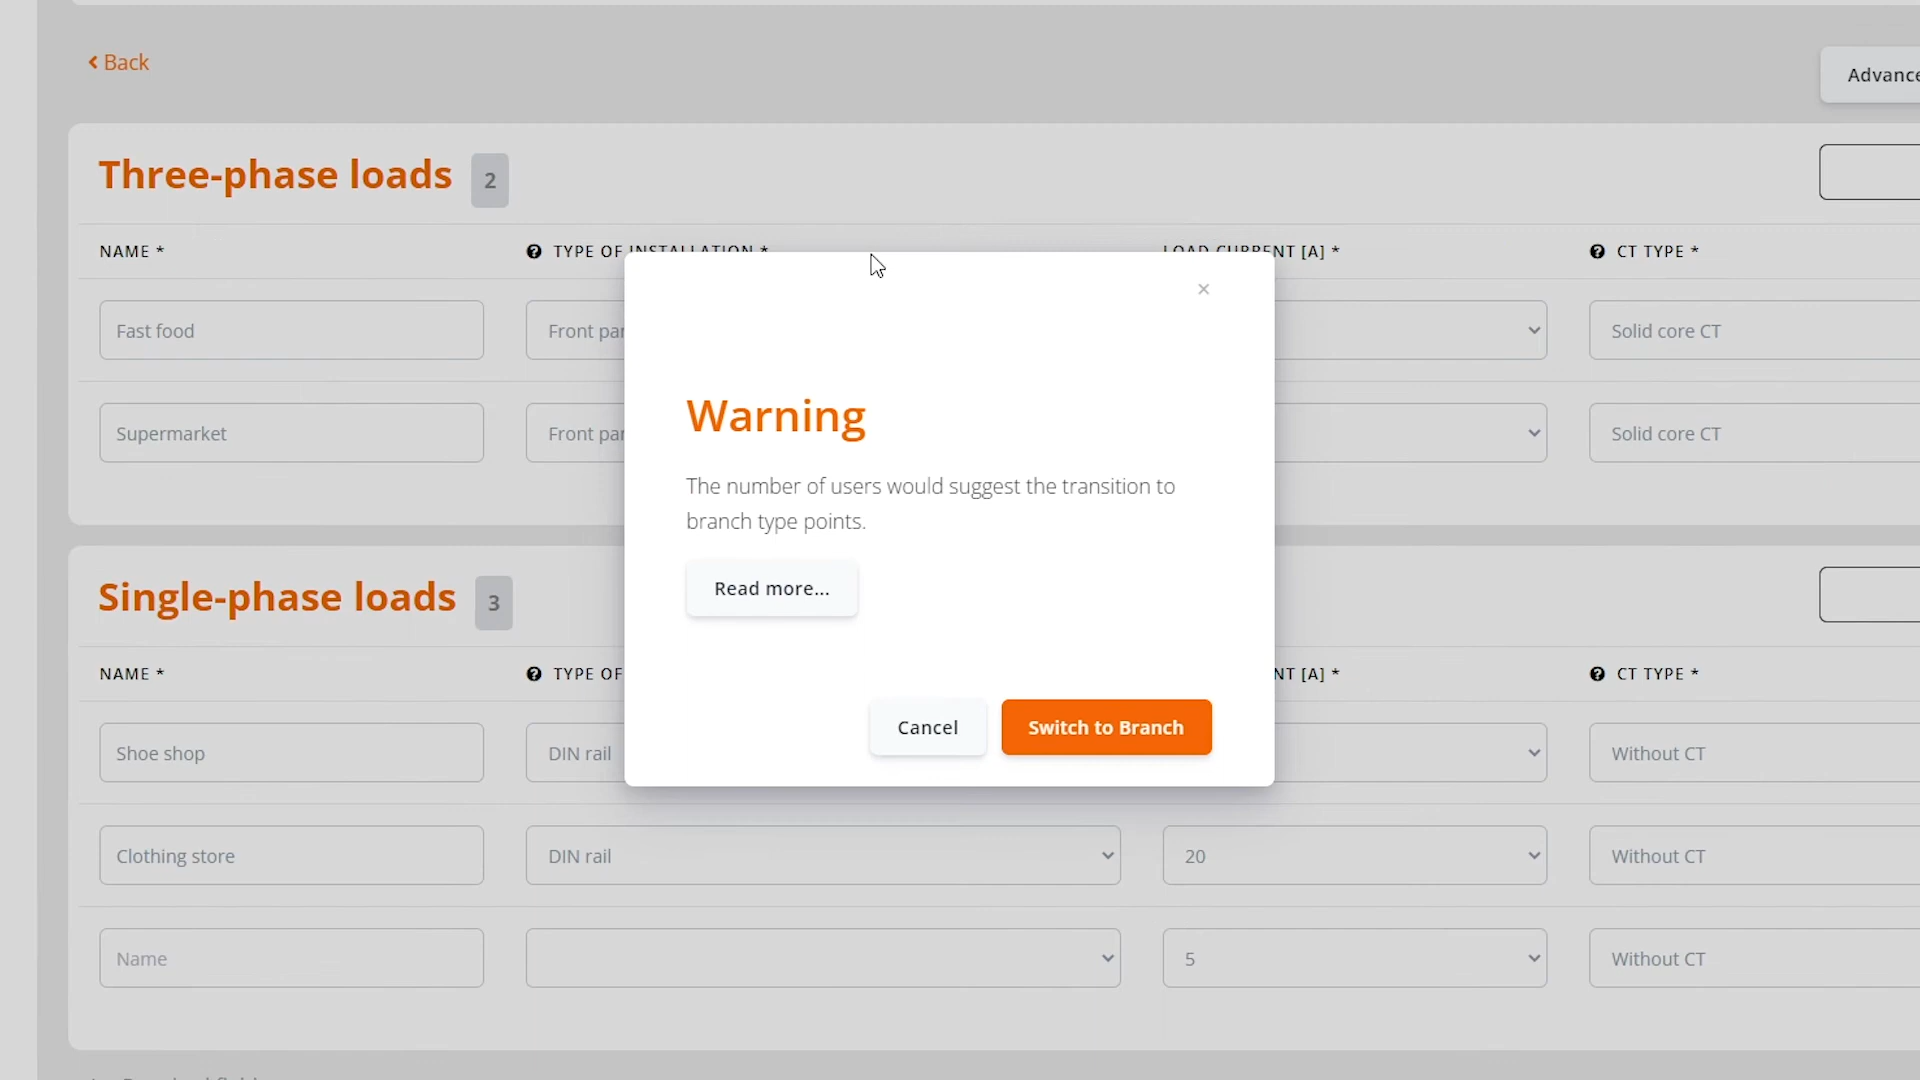 Back
Advance
Three-phase loads 2
NAME * TYPE OF INSTALLATION * LOAD CURRENT [A] * CT TYPE *
Fast food Front par Solid core CT
Supermarket Front par Solid core CT
×
Warning
The number of users would suggest the transition to
branch type points.
Read more...
Cancel Switch to Branch
Single-phase loads 3
NAME * TYPE OF NT [A] * CT TYPE *
Shoe shop DIN rail Without CT
Clothing store DIN rail 20 Without CT
Name 5 Without CT